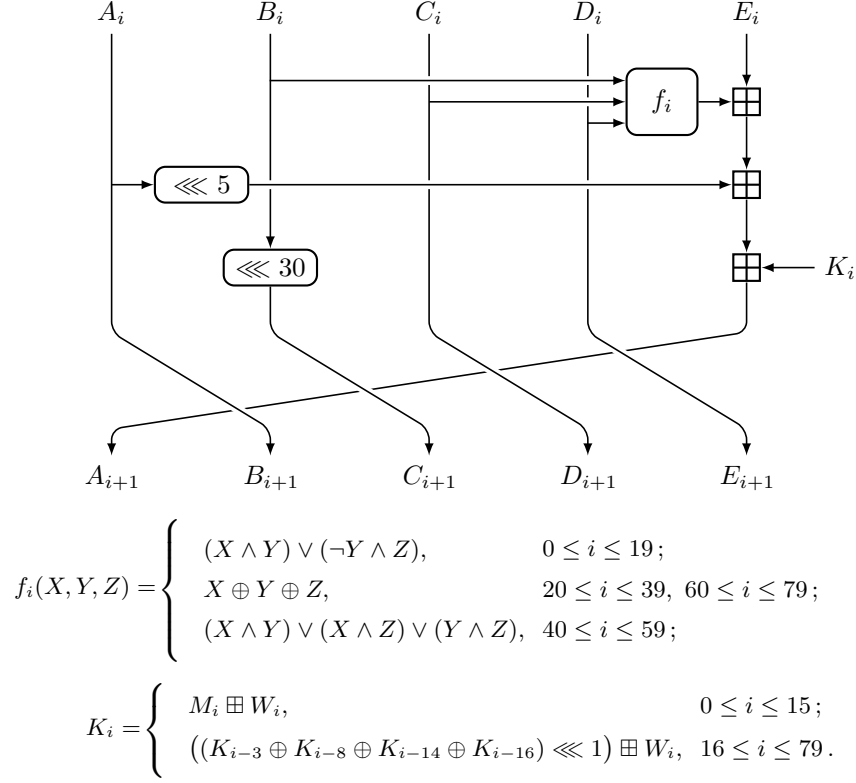 A_i B_i C_i D_i E_i
f_i
⋘ 5
⋘ 30
K_i
A_{i+1} B_{i+1} C_{i+1} D_{i+1} E_{i+1}
f_i(X, Y, Z) = {
(X ∧ Y) ∨ (¬Y ∧ Z), 0 ≤ i ≤ 19 ;
X ⊕ Y ⊕ Z, 20 ≤ i ≤ 39, 60 ≤ i ≤ 79 ;
(X ∧ Y) ∨ (X ∧ Z) ∨ (Y ∧ Z), 40 ≤ i ≤ 59 ;
K_i = {
M_i ⊞ W_i, 0 ≤ i ≤ 15 ;
((K_{i−3} ⊕ K_{i−8} ⊕ K_{i−14} ⊕ K_{i−16}) ⋘ 1) ⊞ W_i, 16 ≤ i ≤ 79 .